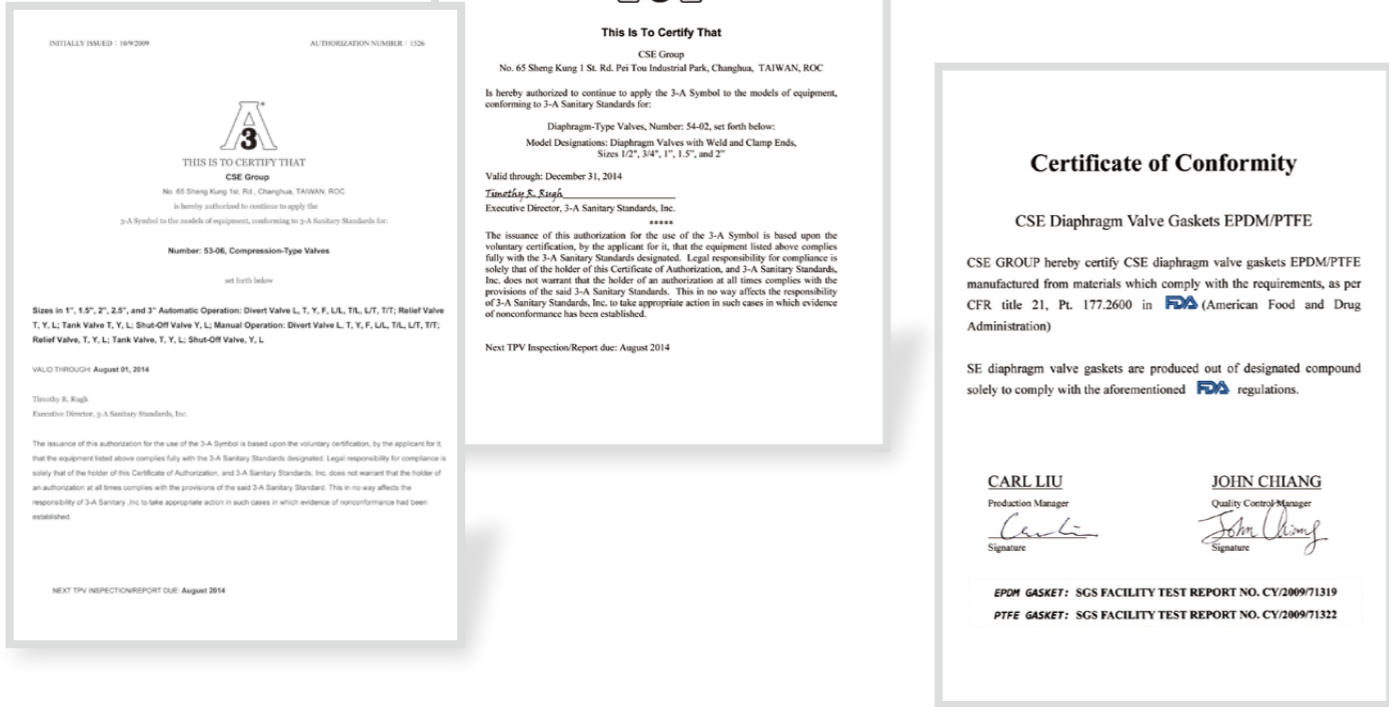 INITIALLY ISSUED : 10/9/2009
AUTHORIZATION NUMBER : 1526
A
3
THIS IS TO CERTIFY THAT
CSE Group
No. 65 Sheng Kung 1st. Rd., Changhua, TAIWAN, ROC
is hereby authorized to continue to apply the
3-A Symbol to the models of equipment, conforming to 3-A Sanitary Standards for:
Number: 53-06, Compression-Type Valves
set forth below
Sizes in 1", 1.5", 2", 2.5", and 3" Automatic Operation: Divert Valve L, T, Y, F, L/L, T/L, L/T, T/T; Relief Valve
T, Y, L; Tank Valve T, Y, L; Shut-Off Valve Y, L; Manual Operation: Divert Valve L, T, Y, F, L/L, T/L, L/T, T/T;
Relief Valve, T, Y, L; Tank Valve, T, Y, L; Shut-Off Valve, Y, L
VALID THROUGH: August 01, 2014
Timothy R. Rugh
Executive Director, 3-A Sanitary Standards, Inc.
The issuance of this authorization for the use of the 3-A Symbol is based upon the voluntary certification, by the applicant for it,
that the equipment listed above complies fully with the 3-A Sanitary Standards designated. Legal responsibility for compliance is
solely that of the holder of this Certificate of Authorization, and 3-A Sanitary Standards, Inc. does not warrant that the holder of
an authorization at all times complies with the provisions of the said 3-A Sanitary Standard. This in no way affects the
responsibility of 3-A Sanitary ,Inc to take appropriate action in such cases in which evidence of nonconformance had been
established.
NEXT TPV INSPECTION/REPORT DUE: August 2014
This Is To Certify That
CSE Group
No. 65 Sheng Kung 1 St. Rd. Pei Tou Industrial Park, Changhua, TAIWAN, ROC
Is hereby authorized to continue to apply the 3-A Symbol to the models of equipment,
conforming to 3-A Sanitary Standards for:
Diaphragm-Type Valves, Number: 54-02, set forth below:
Model Designations: Diaphragm Valves with Weld and Clamp Ends,
Sizes 1/2", 3/4", 1", 1.5", and 2"
Valid through: December 31, 2014
Timothy R. Rugh
Executive Director, 3-A Sanitary Standards, Inc.
*****
The issuance of this authorization for the use of the 3-A Symbol is based upon the
voluntary certification, by the applicant for it, that the equipment listed above complies
fully with the 3-A Sanitary Standards designated. Legal responsibility for compliance is
solely that of the holder of this Certificate of Authorization, and 3-A Sanitary Standards,
Inc. does not warrant that the holder of an authorization at all times complies with the
provisions of the said 3-A Sanitary Standards. This in no way affects the responsibility
of 3-A Sanitary Standards, Inc. to take appropriate action in such cases in which evidence
of nonconformance has been established.
Next TPV Inspection/Report due: August 2014
Certificate of Conformity
CSE Diaphragm Valve Gaskets EPDM/PTFE
CSE GROUP hereby certify CSE diaphragm valve gaskets EPDM/PTFE
manufactured from materials which comply with the requirements, as per
CFR title 21, Pt. 177.2600 in FDA (American Food and Drug
Administration)
SE diaphragm valve gaskets are produced out of designated compound
solely to comply with the aforementioned FDA regulations.
CARL LIU
JOHN CHIANG
Production Manager
Quality Control Manager
Carl Liu
John Chiang
Signature
Signature
EPDM GASKET: SGS FACILITY TEST REPORT NO. CY/2009/71319
PTFE GASKET: SGS FACILITY TEST REPORT NO. CY/2009/71322